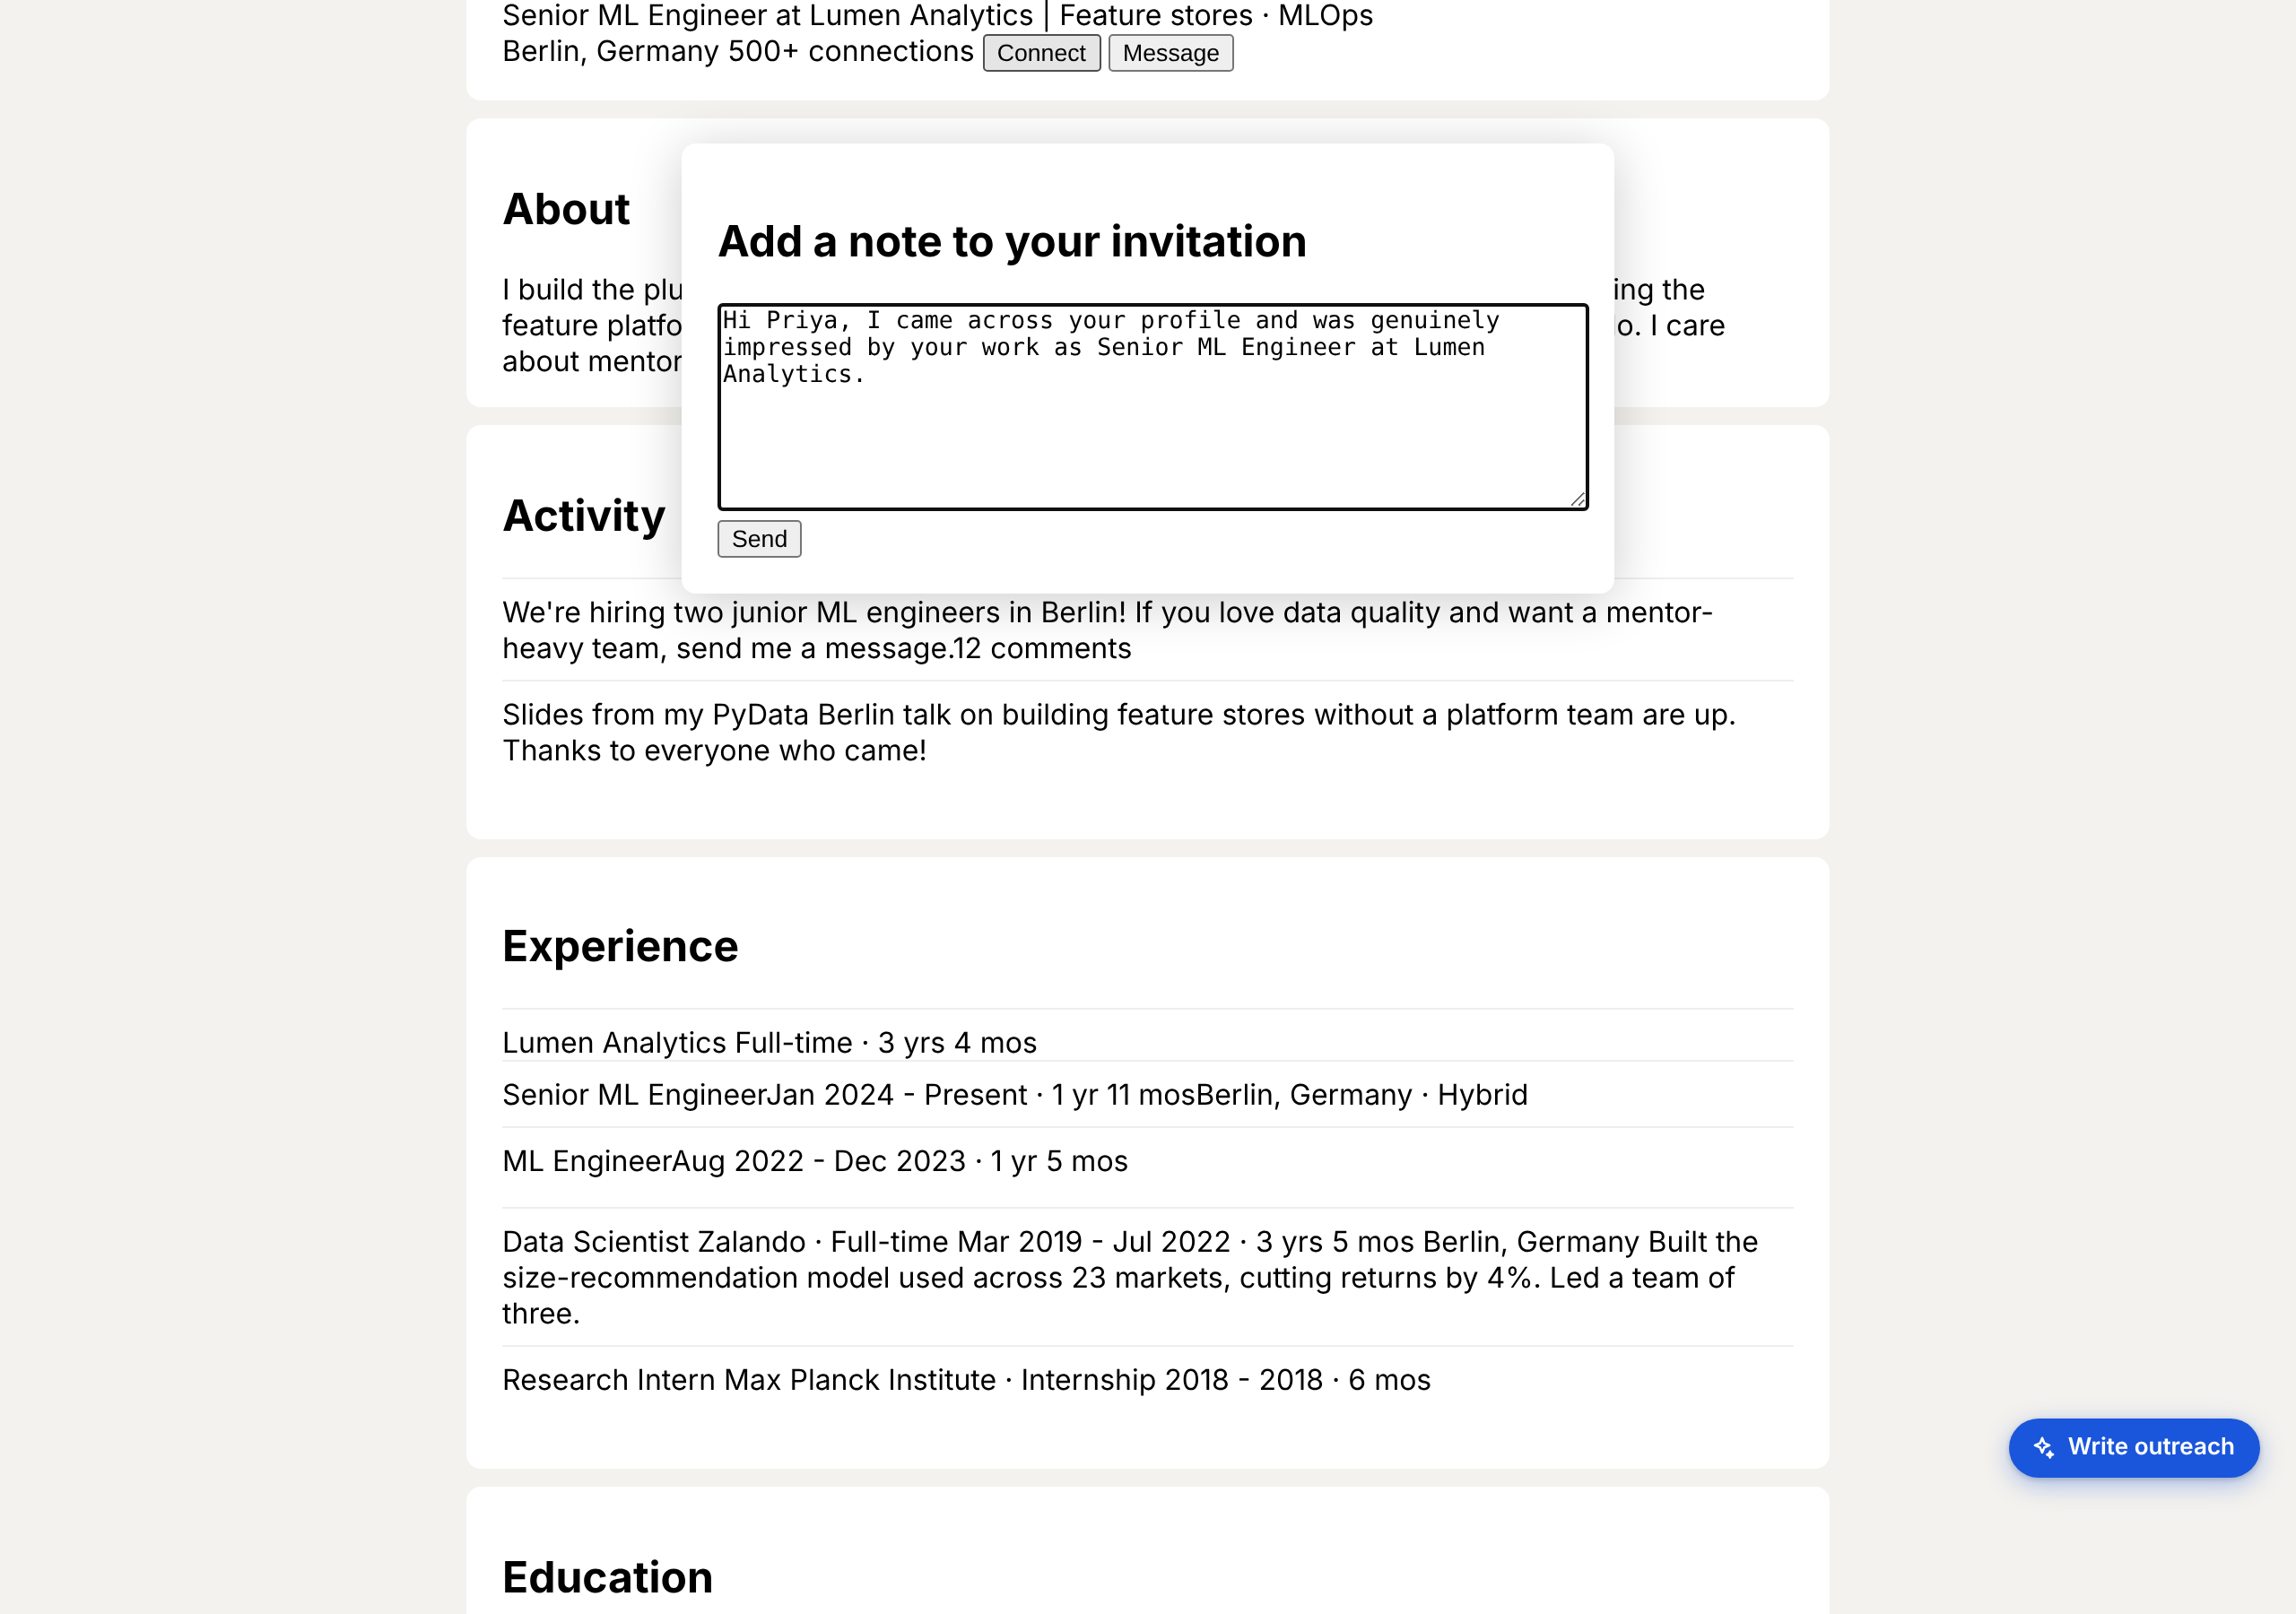 Senior ML Engineer at Lumen Analytics | Feature stores · MLOps
Berlin, Germany 500+ connections Connect Message
About
I build the plu
ing the
feature platfo
o. I care
about mentor
Add a note to your invitation
Hi Priya, I came across your profile and was genuinely
impressed by your work as Senior ML Engineer at Lumen
Analytics.
Send
Activity
We're hiring two junior ML engineers in Berlin! If you love data quality and want a mentor-
heavy team, send me a message.12 comments
Slides from my PyData Berlin talk on building feature stores without a platform team are up.
Thanks to everyone who came!
Experience
Lumen Analytics Full-time · 3 yrs 4 mos
Senior ML EngineerJan 2024 - Present · 1 yr 11 mosBerlin, Germany · Hybrid
ML EngineerAug 2022 - Dec 2023 · 1 yr 5 mos
Data Scientist Zalando · Full-time Mar 2019 - Jul 2022 · 3 yrs 5 mos Berlin, Germany Built the
size-recommendation model used across 23 markets, cutting returns by 4%. Led a team of
three.
Research Intern Max Planck Institute · Internship 2018 - 2018 · 6 mos
Write outreach
Education